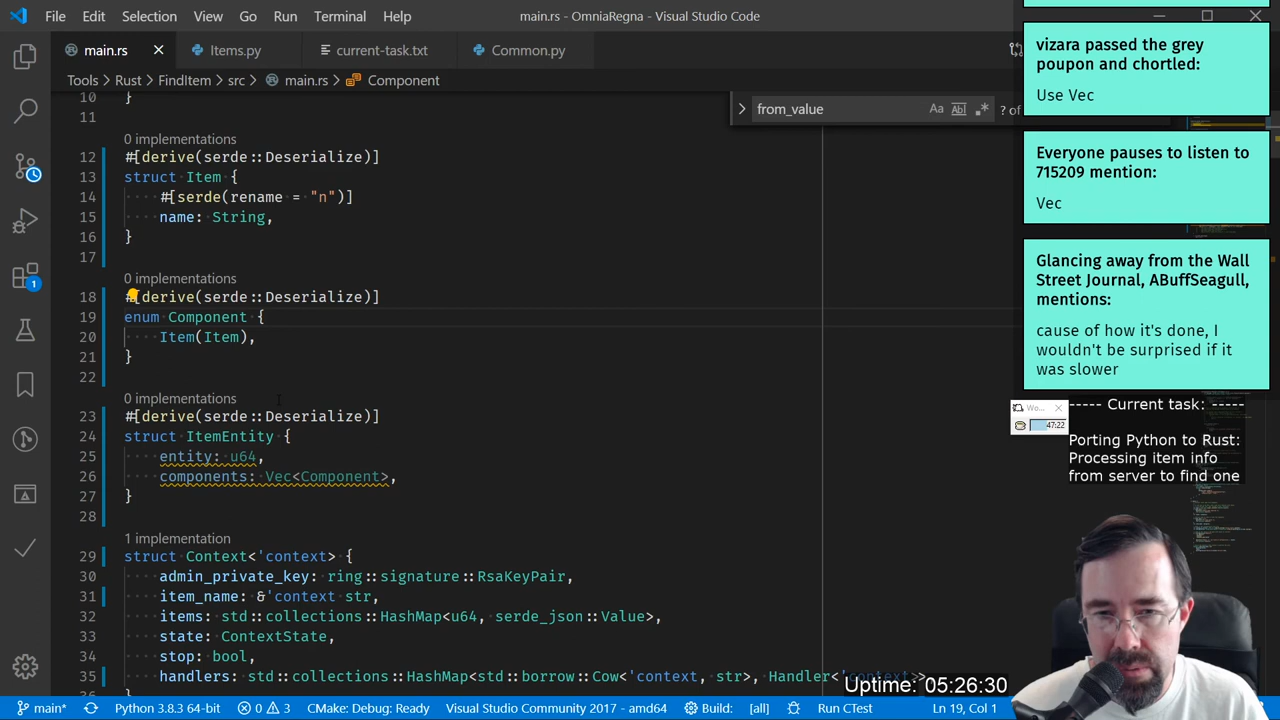 File Edit Selection View Go Run Terminal Help main.rs - OmniaRegna - Visual Studio Code
main.rs Items.py current-task.txt Common.py
Tools > Rust > FindItem > src > main.rs > Component
from_value Aa Abl .* ? of
10 }
11
0 implementations
12 #[derive(serde::Deserialize)]
13 struct Item {
14 ····#[serde(rename = "n")]
15 ····name: String,
16 }
17
0 implementations
18 #[derive(serde::Deserialize)]
19 enum Component {
20 ····Item(Item),
21 }
22
0 implementations
23 #[derive(serde::Deserialize)]
24 struct ItemEntity {
25 ····entity: u64,
26 ····components: Vec<Component>,
27 }
28
1 implementation
29 struct Context<'context> {
30 ····admin_private_key: ring::signature::RsaKeyPair,
31 ····item_name: &'context str,
32 ····items: std::collections::HashMap<u64, serde_json::Value>,
33 ····state: ContextState,
34 ····stop: bool,
35 ····handlers: std::collections::HashMap<std::borrow::Cow<'context, str>, Handler<'context>>
vizara passed the grey
poupon and chortled:
Use Vec
Everyone pauses to listen to
715209 mention:
Vec
Glancing away from the Wall
Street Journal, ABuffSeagull,
mentions:
cause of how it's done, I
wouldn't be surprised if it
was slower
Wo...
47:22
----- Current task: -----
Porting Python to Rust:
Processing item info
from server to find one
Uptime: 05:26:30
1
main* Python 3.8.3 64-bit 0 3 CMake: Debug: Ready Visual Studio Community 2017 - amd64 Build: [all] Run CTest Ln 19, Col 1